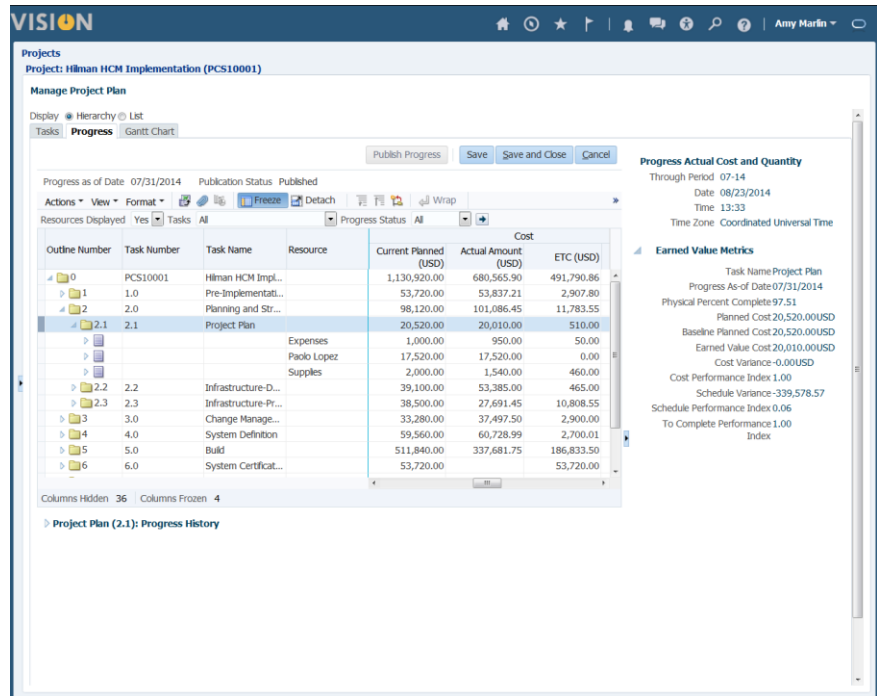 VISION
Amy Marlin
Projects
Project: Hilman HCM Implementation (PCS10001)
Manage Project Plan
Display Hierarchy List
Tasks Progress Gantt Chart
Publish Progress Save Save and Close Cancel
Progress as of Date 07/31/2014 Publication Status Published
Actions View Format Freeze Detach Wrap »
Resources Displayed Yes Tasks All Progress Status All
Cost
Outline Number Task Number Task Name Resource Current Planned (USD) Actual Amount (USD) ETC (USD)
0 PCS10001 Hilman HCM Impl... 1,130,920.00 680,565.90 491,790.86
1 1.0 Pre-Implementati... 53,720.00 53,837.21 2,907.80
2 2.0 Planning and Str... 98,120.00 101,086.45 11,783.55
2.1 2.1 Project Plan 20,520.00 20,010.00 510.00
Expenses 1,000.00 950.00 50.00
Paolo Lopez 17,520.00 17,520.00 0.00
Supplies 2,000.00 1,540.00 460.00
2.2 2.2 Infrastructure-D... 39,100.00 53,385.00 465.00
2.3 2.3 Infrastructure-Pr... 38,500.00 27,691.45 10,808.55
3 3.0 Change Manage... 33,280.00 37,497.50 2,900.00
4 4.0 System Definition 59,560.00 60,728.99 2,700.01
5 5.0 Build 511,840.00 337,681.75 186,833.50
6 6.0 System Certificat... 53,720.00 53,720.00
Columns Hidden 36 Columns Frozen 4
Project Plan (2.1): Progress History
Progress Actual Cost and Quantity
Through Period 07-14
Date 08/23/2014
Time 13:33
Time Zone Coordinated Universal Time
Earned Value Metrics
Task Name Project Plan
Progress As-of Date 07/31/2014
Physical Percent Complete 97.51
Planned Cost 20,520.00USD
Baseline Planned Cost 20,520.00USD
Earned Value Cost 20,010.00USD
Cost Variance -0.00USD
Cost Performance Index 1.00
Schedule Variance -339,578.57
Schedule Performance Index 0.06
To Complete Performance 1.00
Index